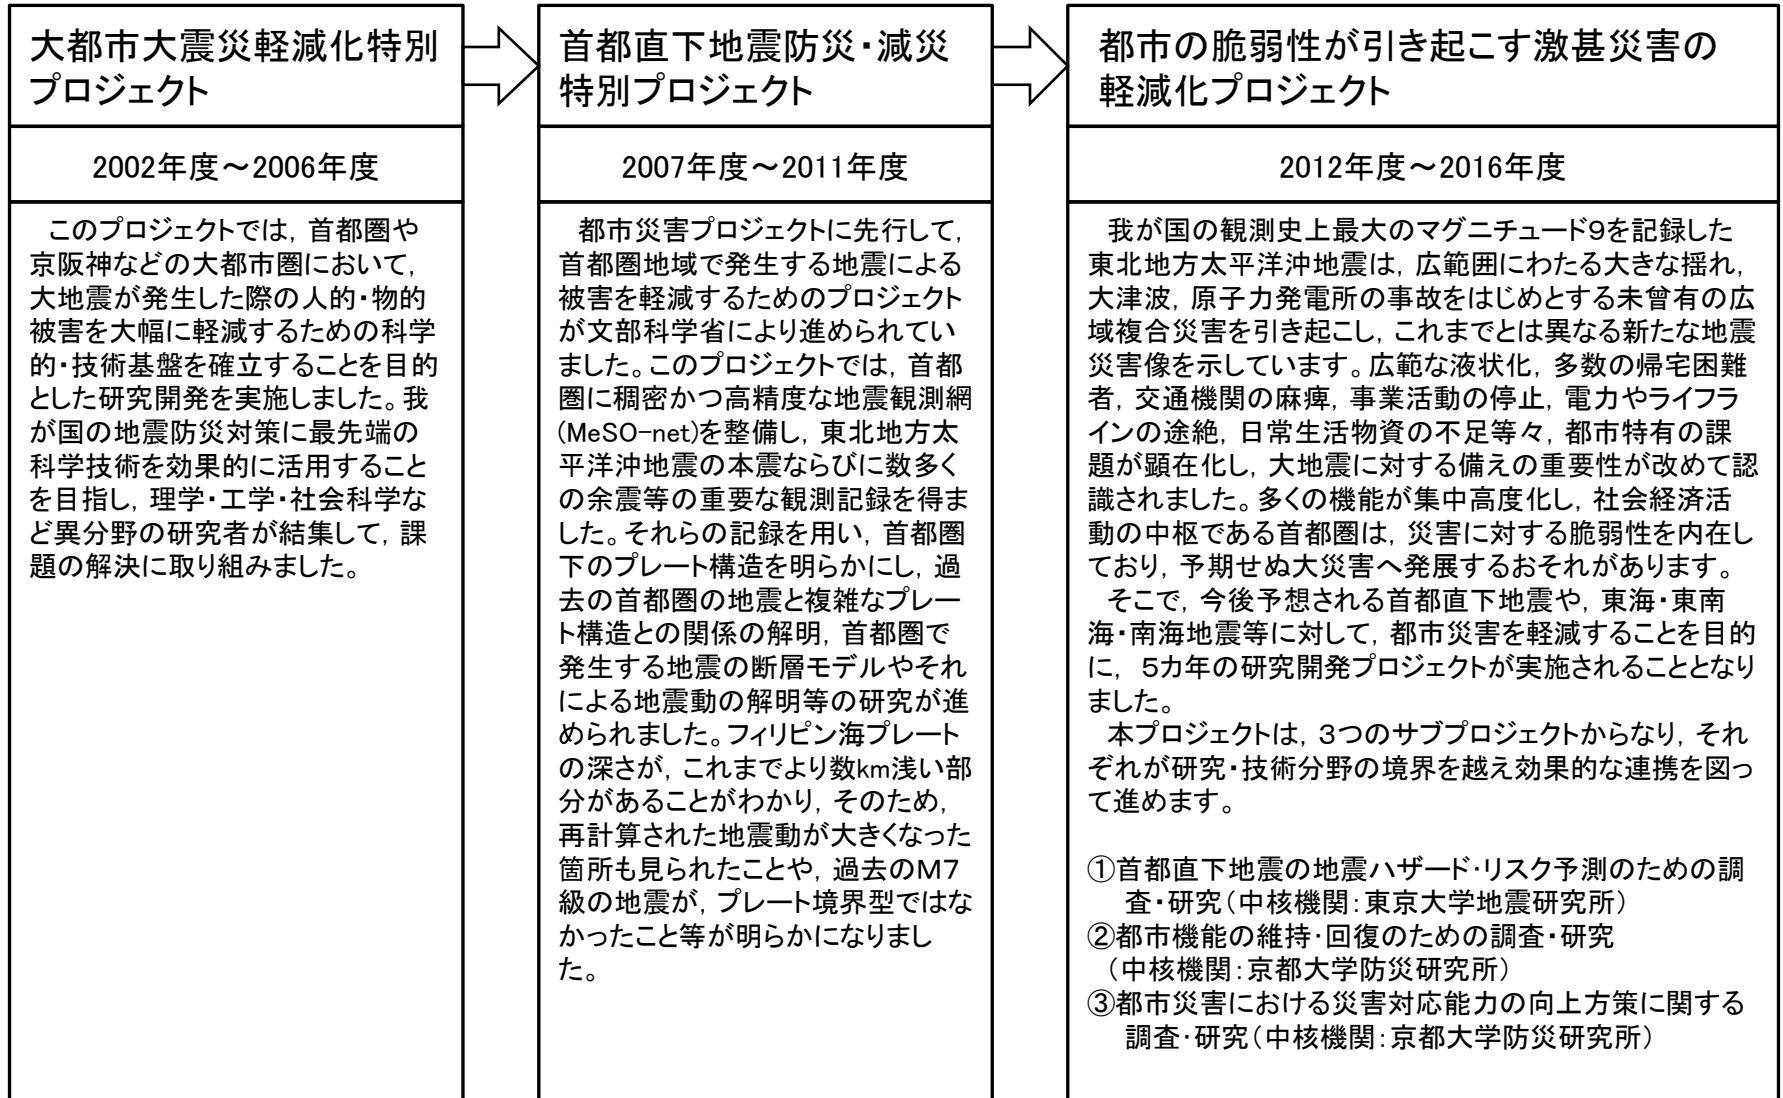 大都市大震災軽減化特別
プロジェクト
2002年度～2006年度
このプロジェクトでは，首都圏や
京阪神などの大都市圏において，
大地震が発生した際の人的・物的
被害を大幅に軽減するための科学
的・技術基盤を確立することを目的
とした研究開発を実施しました。我
が国の地震防災対策に最先端の
科学技術を効果的に活用すること
を目指し，理学・工学・社会科学な
ど異分野の研究者が結集して，課
題の解決に取り組みました。
首都直下地震防災・減災
特別プロジェクト
2007年度～2011年度
都市災害プロジェクトに先行して，
首都圏地域で発生する地震による
被害を軽減するためのプロジェクト
が文部科学省により進められてい
ました。このプロジェクトでは，首都
圏に稠密かつ高精度な地震観測網
(MeSO-net)を整備し，東北地方太
平洋沖地震の本震ならびに数多く
の余震等の重要な観測記録を得ま
した。それらの記録を用い，首都圏
下のプレート構造を明らかにし，過
去の首都圏の地震と複雑なプレー
ト構造との関係の解明，首都圏で
発生する地震の断層モデルやそれ
による地震動の解明等の研究が進
められました。フィリピン海プレート
の深さが，これまでより数km浅い部
分があることがわかり，そのため，
再計算された地震動が大きくなった
箇所も見られたことや，過去のＭ７
級の地震が，プレート境界型ではな
かったこと等が明らかになりまし
た。
都市の脆弱性が引き起こす激甚災害の
軽減化プロジェクト
2012年度～2016年度
我が国の観測史上最大のマグニチュード９を記録した
東北地方太平洋沖地震は，広範囲にわたる大きな揺れ，
大津波，原子力発電所の事故をはじめとする未曾有の広
域複合災害を引き起こし，これまでとは異なる新たな地震
災害像を示しています。広範な液状化，多数の帰宅困難
者，交通機関の麻痺，事業活動の停止，電力やライフラ
インの途絶，日常生活物資の不足等々，都市特有の課
題が顕在化し，大地震に対する備えの重要性が改めて認
識されました。多くの機能が集中高度化し，社会経済活
動の中枢である首都圏は，災害に対する脆弱性を内在し
ており，予期せぬ大災害へ発展するおそれがあります。
そこで，今後予想される首都直下地震や，東海・東南
海・南海地震等に対して，都市災害を軽減することを目的
に，５カ年の研究開発プロジェクトが実施されることとなり
ました。
本プロジェクトは，３つのサブプロジェクトからなり，それ
ぞれが研究・技術分野の境界を越え効果的な連携を図っ
て進めます。
①首都直下地震の地震ハザード・リスク予測のための調
査・研究（中核機関：東京大学地震研究所）
②都市機能の維持・回復のための調査・研究
（中核機関：京都大学防災研究所）
③都市災害における災害対応能力の向上方策に関する
調査・研究（中核機関：京都大学防災研究所）